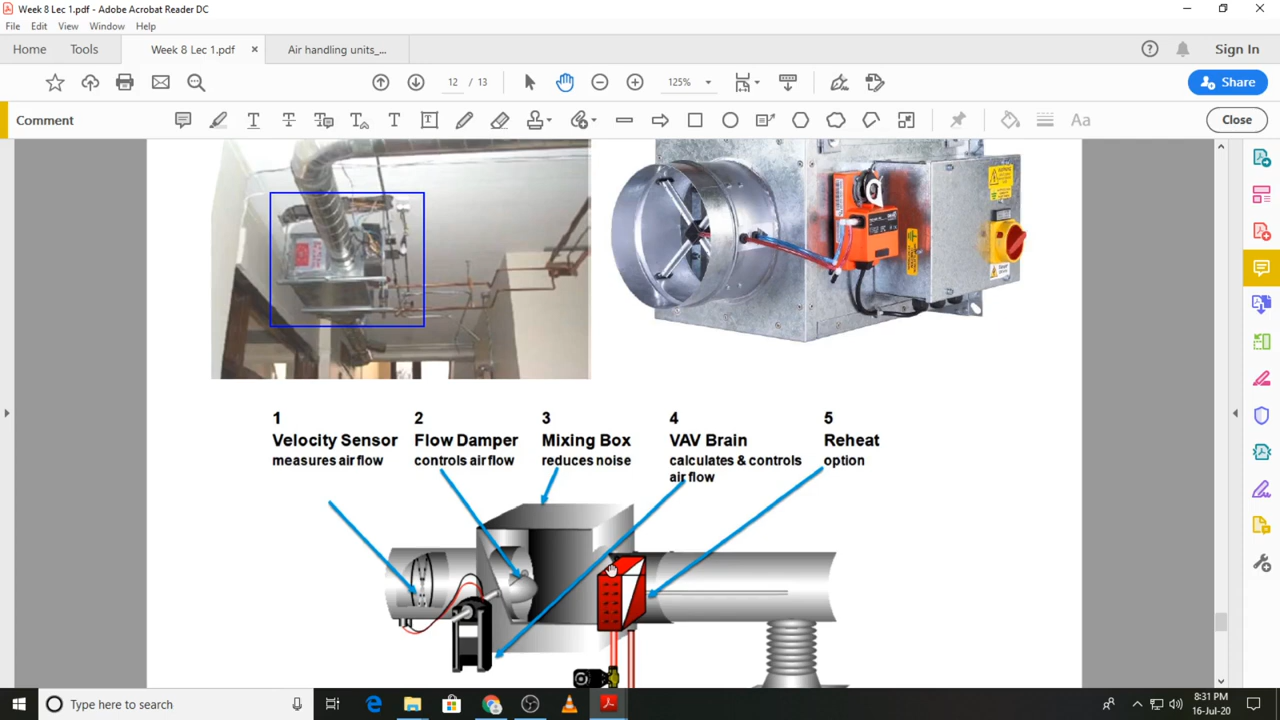 Week 8 Lec 1.pdf - Adobe Acrobat Reader DC
File Edit View Window Help
Home Tools Week 8 Lec 1.pdf × Air handling units_... Sign In
12 / 13 125% Share
Comment Aa Close
1
Velocity Sensor
measures air flow
2
Flow Damper
controls air flow
3
Mixing Box
reduces noise
4
VAV Brain
calculates & controls
air flow
5
Reheat
option
Type here to search
8:31 PM
16-Jul-20